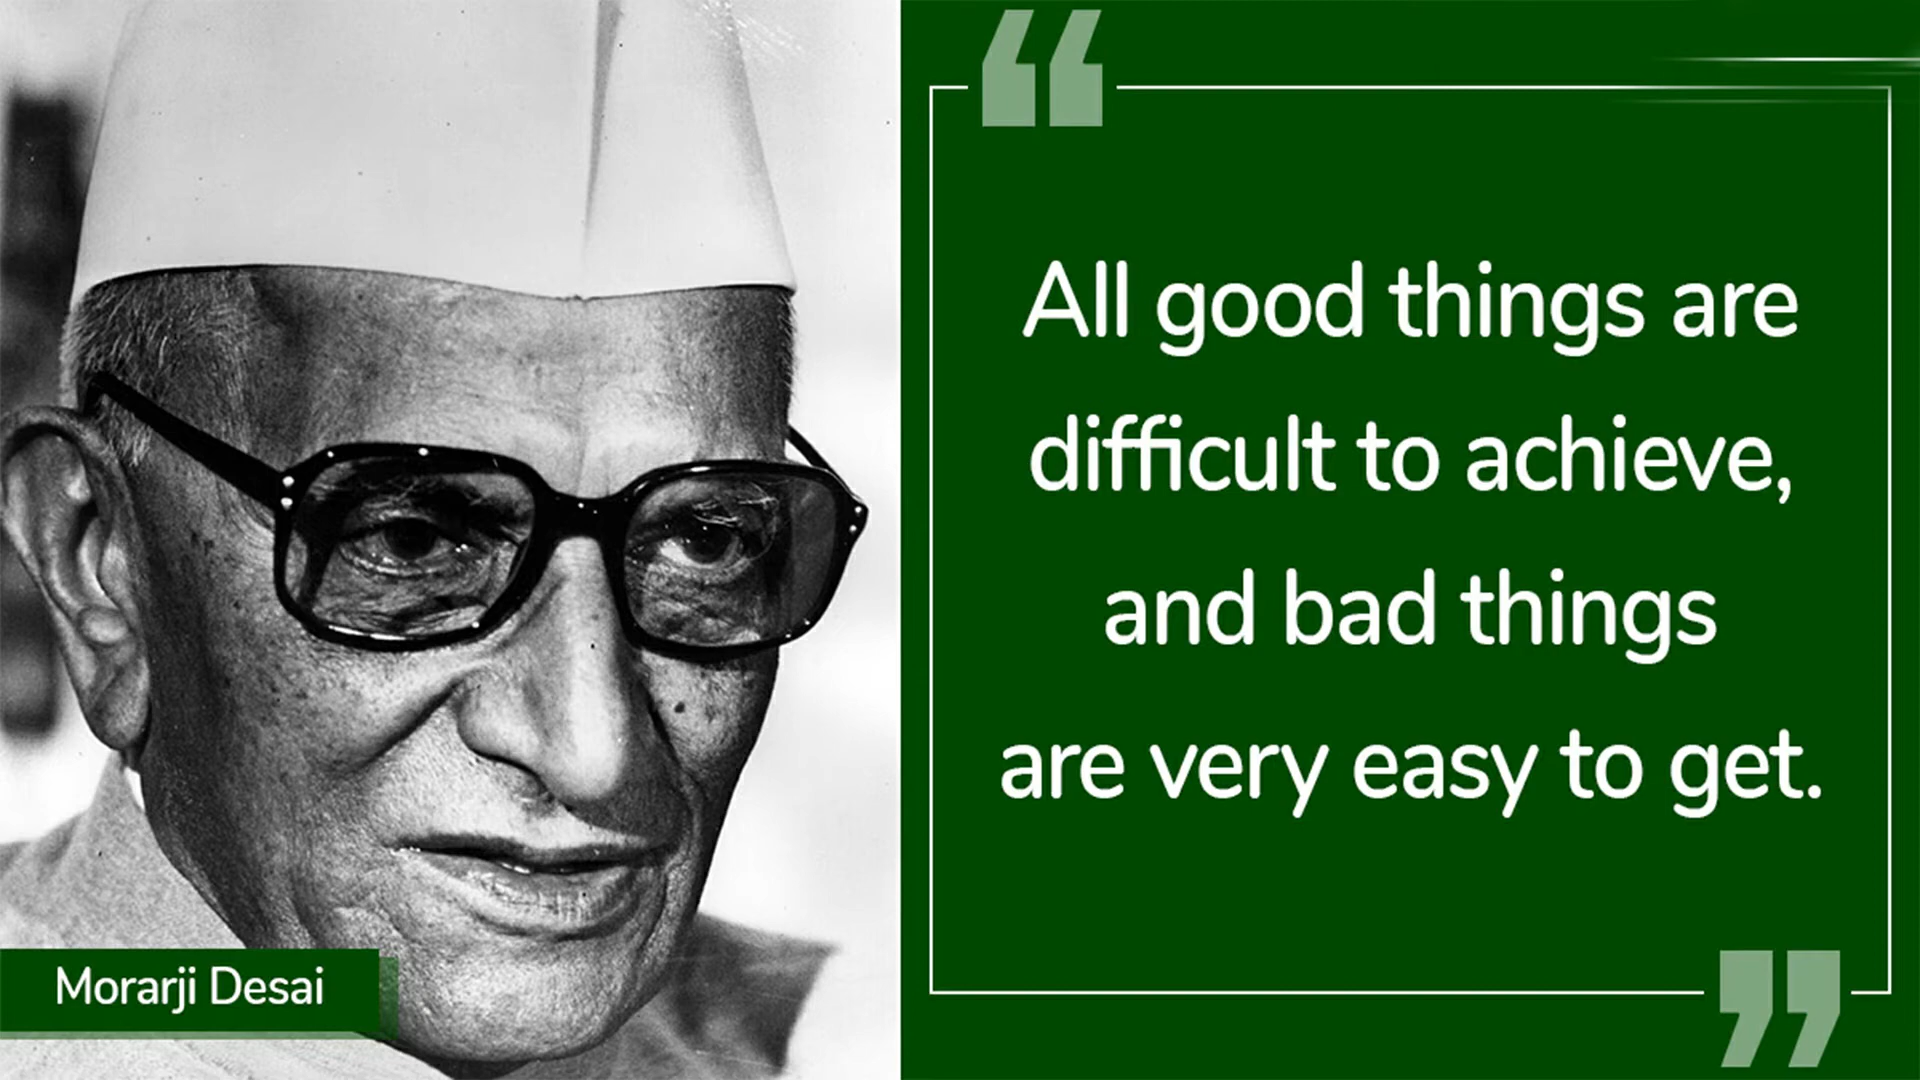 All good things are
difficult to achieve,
and bad things
are very easy to get.
Morarji Desai